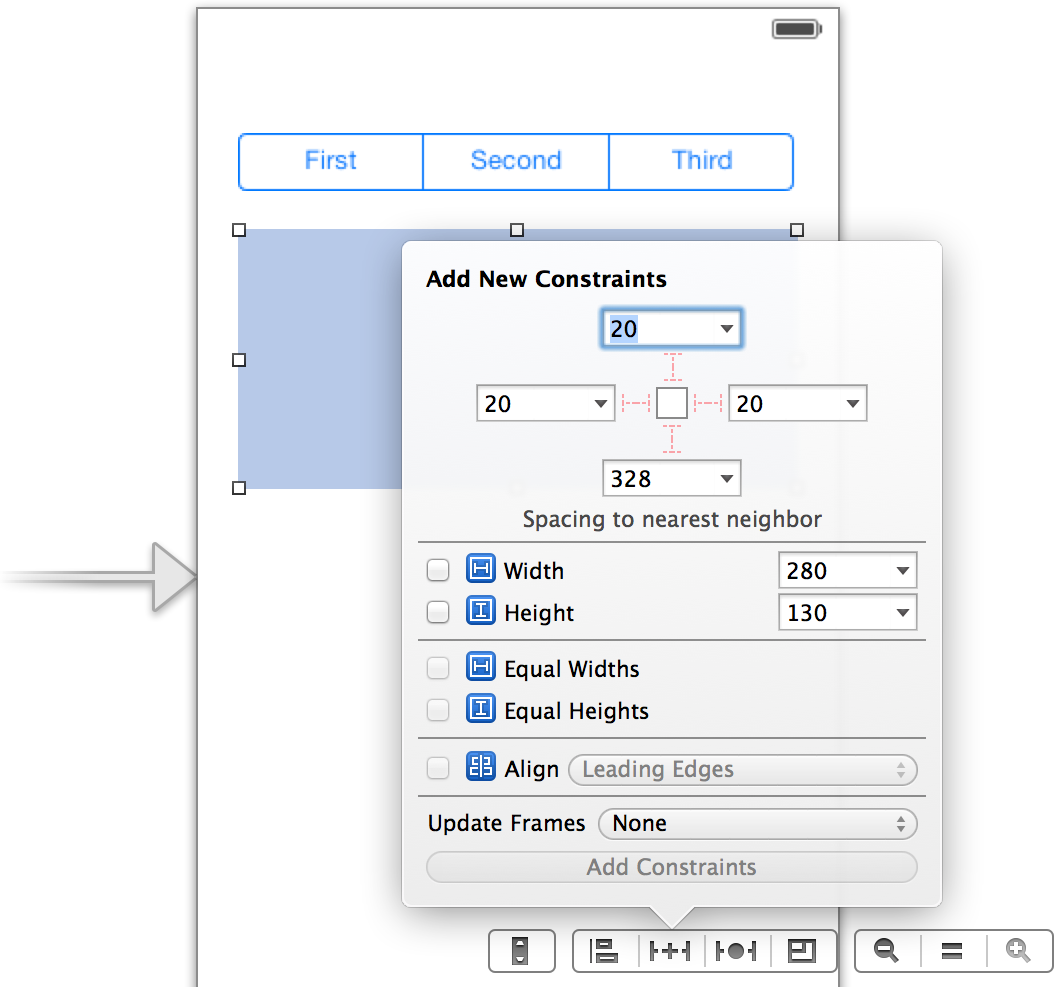 First Second Third
Add New Constraints
20
20 20
328
Spacing to nearest neighbor
Width 280
Height 130
Equal Widths
Equal Heights
Align Leading Edges
Update Frames None
Add Constraints